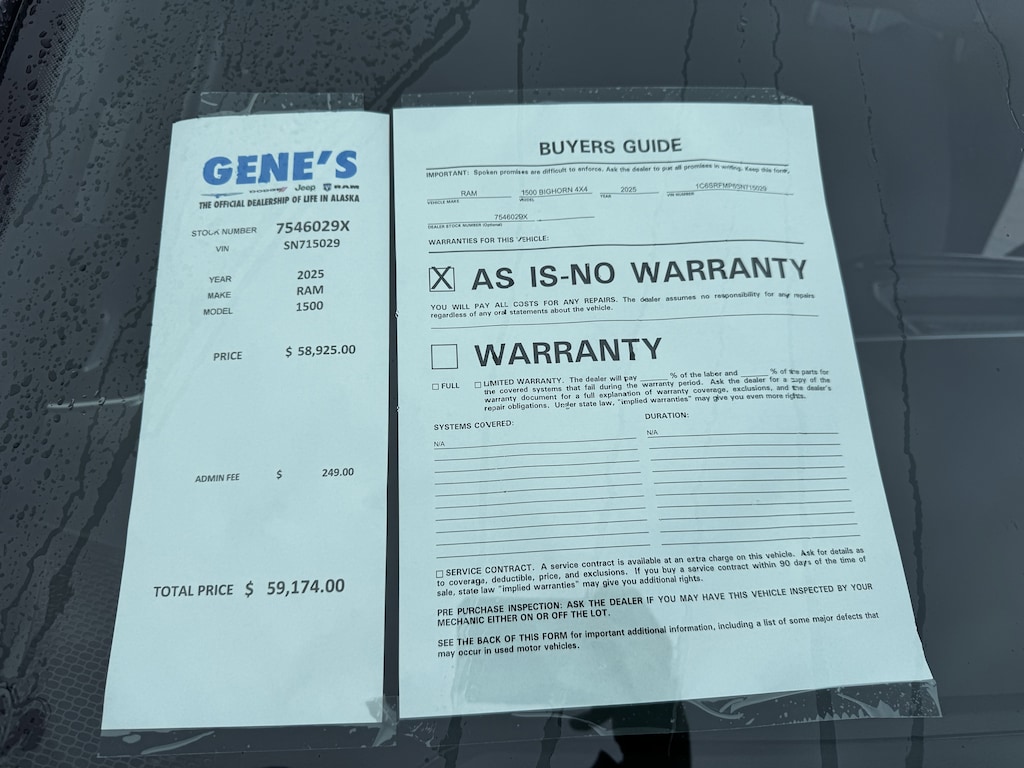 GENE'S
DODGE Jeep RAM
THE OFFICIAL DEALERSHIP OF LIFE IN ALASKA
STOCK NUMBER 7546029X
VIN SN715029
YEAR 2025
MAKE RAM
MODEL 1500
PRICE $ 58,925.00
ADMIN FEE $ 249.00
TOTAL PRICE $ 59,174.00
BUYERS GUIDE
IMPORTANT: Spoken promises are difficult to enforce. Ask the dealer to put all promises in writing. Keep this form.
RAM 1500 BIGHORN 4X4 2025 1C6SRFMP6SN715029
VEHICLE MAKE MODEL YEAR VIN NUMBER
7546029X
DEALER STOCK NUMBER (Optional)
WARRANTIES FOR THIS VEHICLE:
X AS IS-NO WARRANTY
YOU WILL PAY ALL COSTS FOR ANY REPAIRS. The dealer assumes no responsibility for any repairs
regardless of any oral statements about the vehicle.
WARRANTY
FULL LIMITED WARRANTY. The dealer will pay ______ % of the labor and ______ % of the parts for
the covered systems that fail during the warranty period. Ask the dealer for a copy of the
warranty document for a full explanation of warranty coverage, exclusions, and the dealer's
repair obligations. Under state law, "implied warranties" may give you even more rights.
SYSTEMS COVERED: DURATION:
N/A N/A
SERVICE CONTRACT. A service contract is available at an extra charge on this vehicle. Ask for details as
to coverage, deductible, price, and exclusions. If you buy a service contract within 90 days of the time of
sale, state law "implied warranties" may give you additional rights.
PRE PURCHASE INSPECTION: ASK THE DEALER IF YOU MAY HAVE THIS VEHICLE INSPECTED BY YOUR
MECHANIC EITHER ON OR OFF THE LOT.
SEE THE BACK OF THIS FORM for important additional information, including a list of some major defects that
may occur in used motor vehicles.